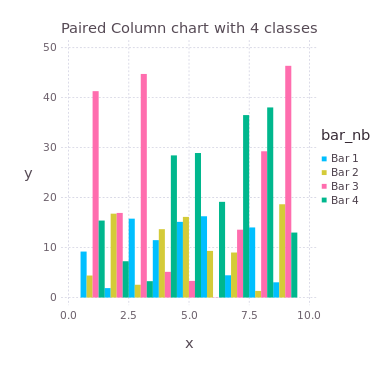 Paired Column chart with 4 classes
50
40
30
20
10
0
y
0.0
2.5
5.0
7.5
10.0
x
bar_nb
Bar 1
Bar 2
Bar 3
Bar 4